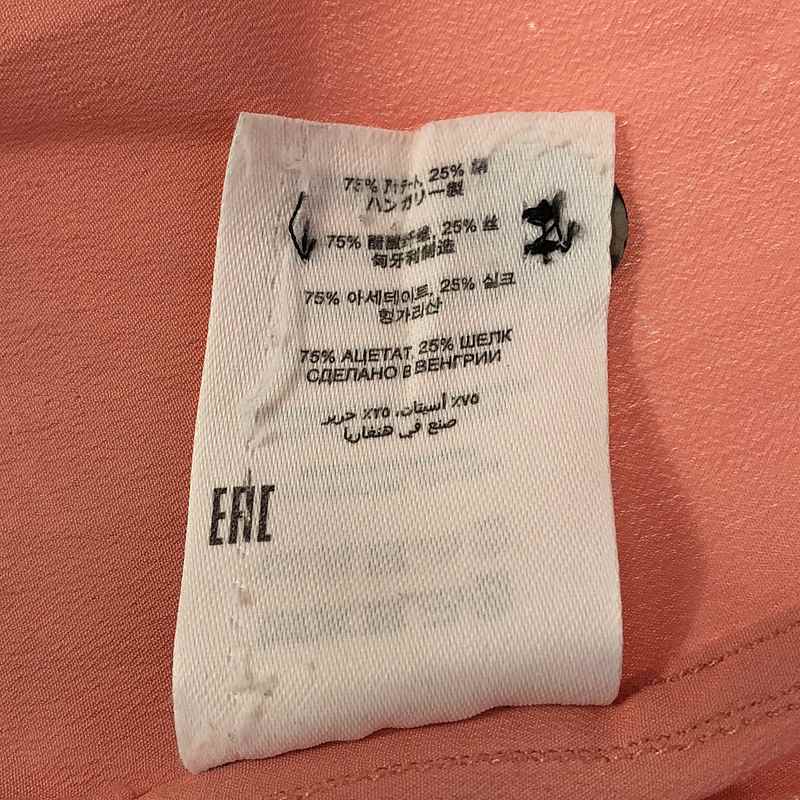 75% アセテート, 25% 絹
ハンガリー製
75% 醋酸纤维, 25% 丝
匈牙利制造
75% 아세테이트, 25% 실크
헝가리산
75% АЦЕТАТ, 25% ШЕЛК
СДЕЛАНО В ВЕНГРИИ
٧٥٪ أسيتات، ٢٥٪ حرير
صنع في هنغاريا
EAC